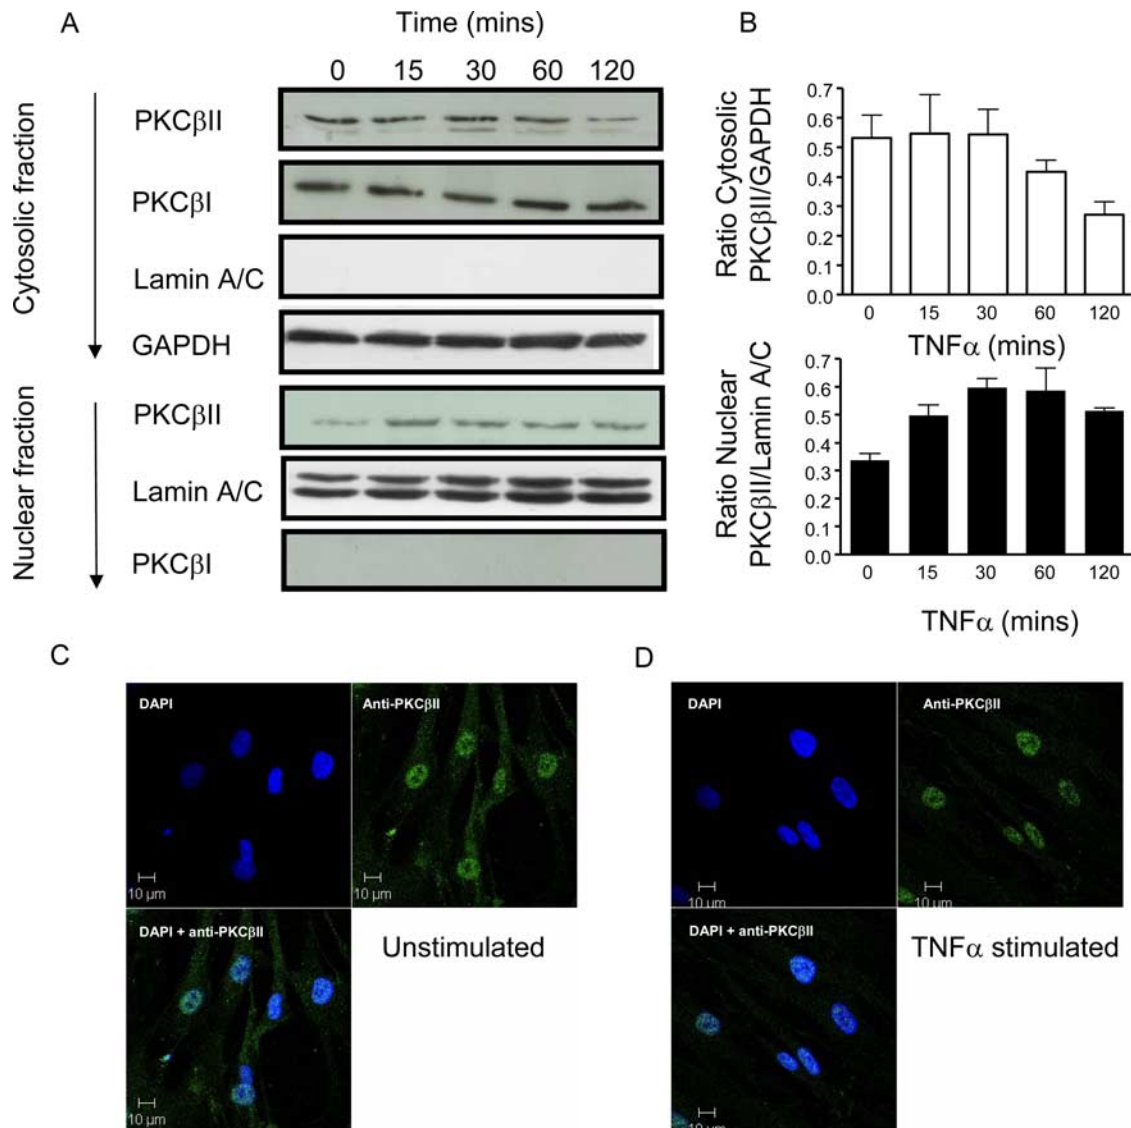 A
Time (mins)
0 15 30 60 120
Cytosolic fraction
PKCβII
PKCβI
Lamin A/C
GAPDH
Nuclear fraction
PKCβII
Lamin A/C
PKCβI
B
Ratio Cytosolic
PKCβII/GAPDH
0.7
0.6
0.5
0.4
0.3
0.2
0.1
0.0
0 15 30 60 120
TNFα (mins)
Ratio Nuclear
PKCβII/Lamin A/C
0.7
0.6
0.5
0.4
0.3
0.2
0.1
0.0
0 15 30 60 120
TNFα (mins)
C
DAPI
10 µm
Anti-PKCβII
10 µm
DAPI + anti-PKCβII
10 µm
Unstimulated
D
DAPI
10 µm
Anti-PKCβII
10 µm
DAPI + anti-PKCβII
10 µm
TNFα stimulated